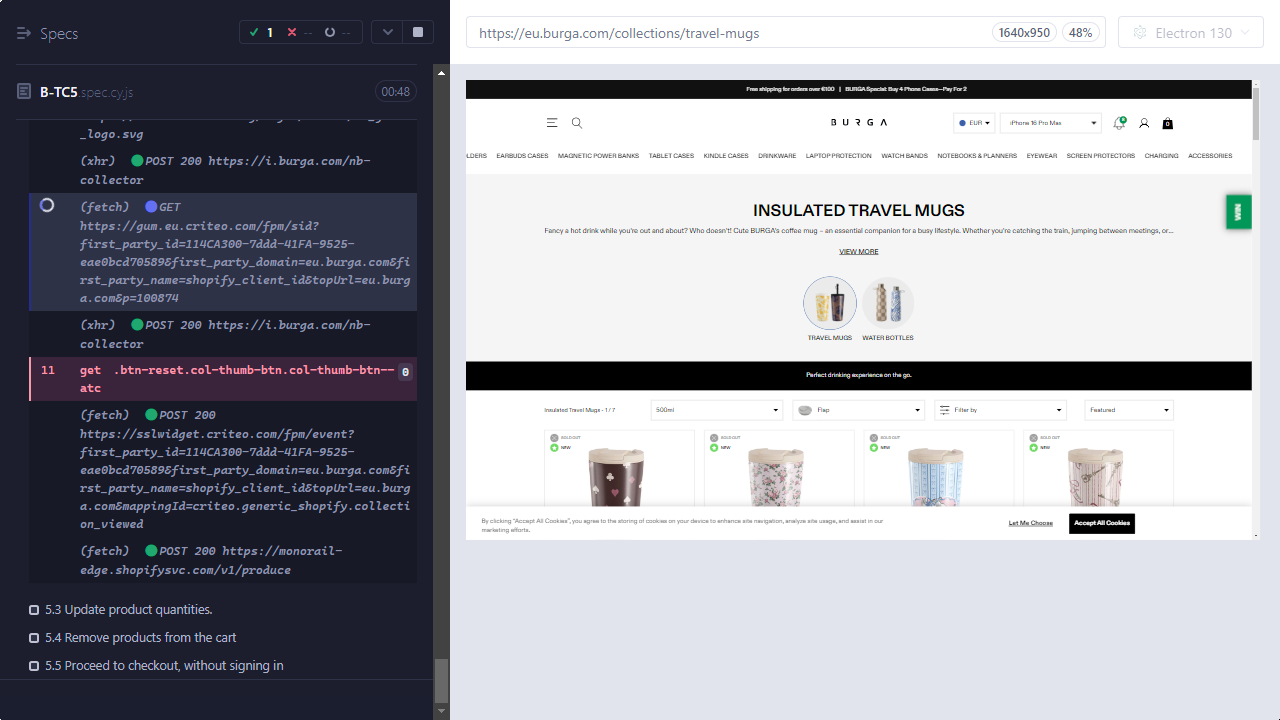 Specs
1
--
--
B-TC5.spec.cy.js
00:48
_logo.svg
(xhr) POST 200 https://i.burga.com/nb-
collector
(fetch) GET
https://gum.eu.criteo.com/fpm/sid?
first_party_id=114CA300-7ddd-41FA-9525-
eae0bcd70589&first_party_domain=eu.burga.com&fi
rst_party_name=shopify_client_id&topUrl=eu.burg
a.com&p=100874
(xhr) POST 200 https://i.burga.com/nb-
collector
11 get .btn-reset.col-thumb-btn.col-thumb-btn--
atc
0
(fetch) POST 200
https://sslwidget.criteo.com/fpm/event?
first_party_id=114CA300-7ddd-41FA-9525-
eae0bcd70589&first_party_domain=eu.burga.com&fi
rst_party_name=shopify_client_id&topUrl=eu.burg
a.com&mappingId=criteo.generic_shopify.collecti
on_viewed
(fetch) POST 200 https://monorail-
edge.shopifysvc.com/v1/produce
5.3 Update product quantities.
5.4 Remove products from the cart
5.5 Proceed to checkout, without signing in
https://eu.burga.com/collections/travel-mugs
1640x950
48%
Electron 130
Free shipping for orders over €100 | BURGA Special: Buy 4 Phone Cases—Pay For 2
BURGA
EUR
iPhone 16 Pro Max
0
LDERS EARBUDS CASES MAGNETIC POWER BANKS TABLET CASES KINDLE CASES DRINKWARE LAPTOP PROTECTION WATCH BANDS NOTEBOOKS & PLANNERS EYEWEAR SCREEN PROTECTORS CHARGING ACCESSORIES
INSULATED TRAVEL MUGS
Fancy a hot drink while you're out and about? Who doesn't! Cute BURGA's coffee mug – an essential companion for a busy lifestyle. Whether you're catching the train, jumping between meetings, or...
VIEW MORE
WIN
TRAVEL MUGS
WATER BOTTLES
Perfect drinking experience on the go.
Insulated Travel Mugs - 1 / 7
500ml
Flap
Filter by
Featured
SOLD OUT
NEW
SOLD OUT
NEW
SOLD OUT
NEW
SOLD OUT
NEW
By clicking "Accept All Cookies", you agree to the storing of cookies on your device to enhance site navigation, analyze site usage, and assist in our
marketing efforts.
Let Me Choose
Accept All Cookies